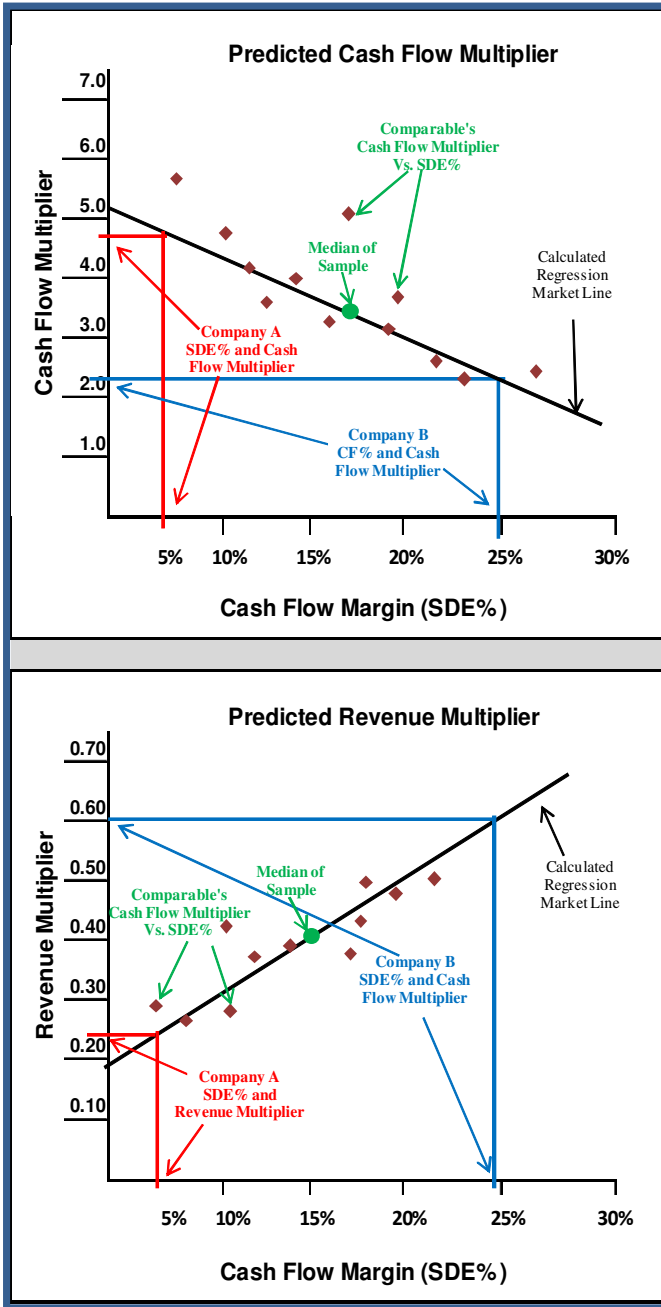 Predicted Cash Flow Multiplier
7.0
6.0
5.0
4.0
3.0
2.0
1.0
Cash Flow Multiplier
Comparable's
Cash Flow Multiplier
Vs. SDE%
Median of
Sample
Calculated
Regression
Market Line
Company A
SDE% and Cash
Flow Multiplier
Company B
CF% and Cash
Flow Multiplier
5% 10% 15% 20% 25% 30%
Cash Flow Margin (SDE%)
Predicted Revenue Multiplier
0.70
0.60
0.50
0.40
0.30
0.20
0.10
Revenue Multiplier
Median of
Sample
Calculated
Regression
Market Line
Comparable's
Cash Flow Multiplier
Vs. SDE%
Company B
SDE% and Cash
Flow Multiplier
Company A
SDE% and
Revenue Multiplier
5% 10% 15% 20% 25% 30%
Cash Flow Margin (SDE%)